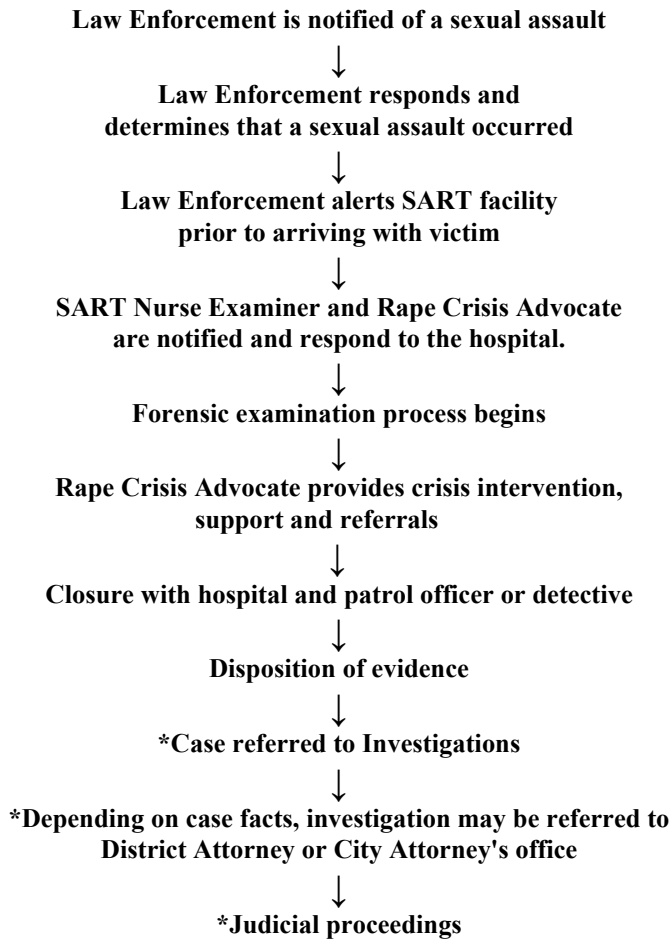 Law Enforcement is notified of a sexual assault
↓
Law Enforcement responds and
determines that a sexual assault occurred
↓
Law Enforcement alerts SART facility
prior to arriving with victim
↓
SART Nurse Examiner and Rape Crisis Advocate
are notified and respond to the hospital.
↓
Forensic examination process begins
↓
Rape Crisis Advocate provides crisis intervention,
support and referrals
↓
Closure with hospital and patrol officer or detective
↓
Disposition of evidence
↓
*Case referred to Investigations
↓
*Depending on case facts, investigation may be referred to
District Attorney or City Attorney's office
↓
*Judicial proceedings